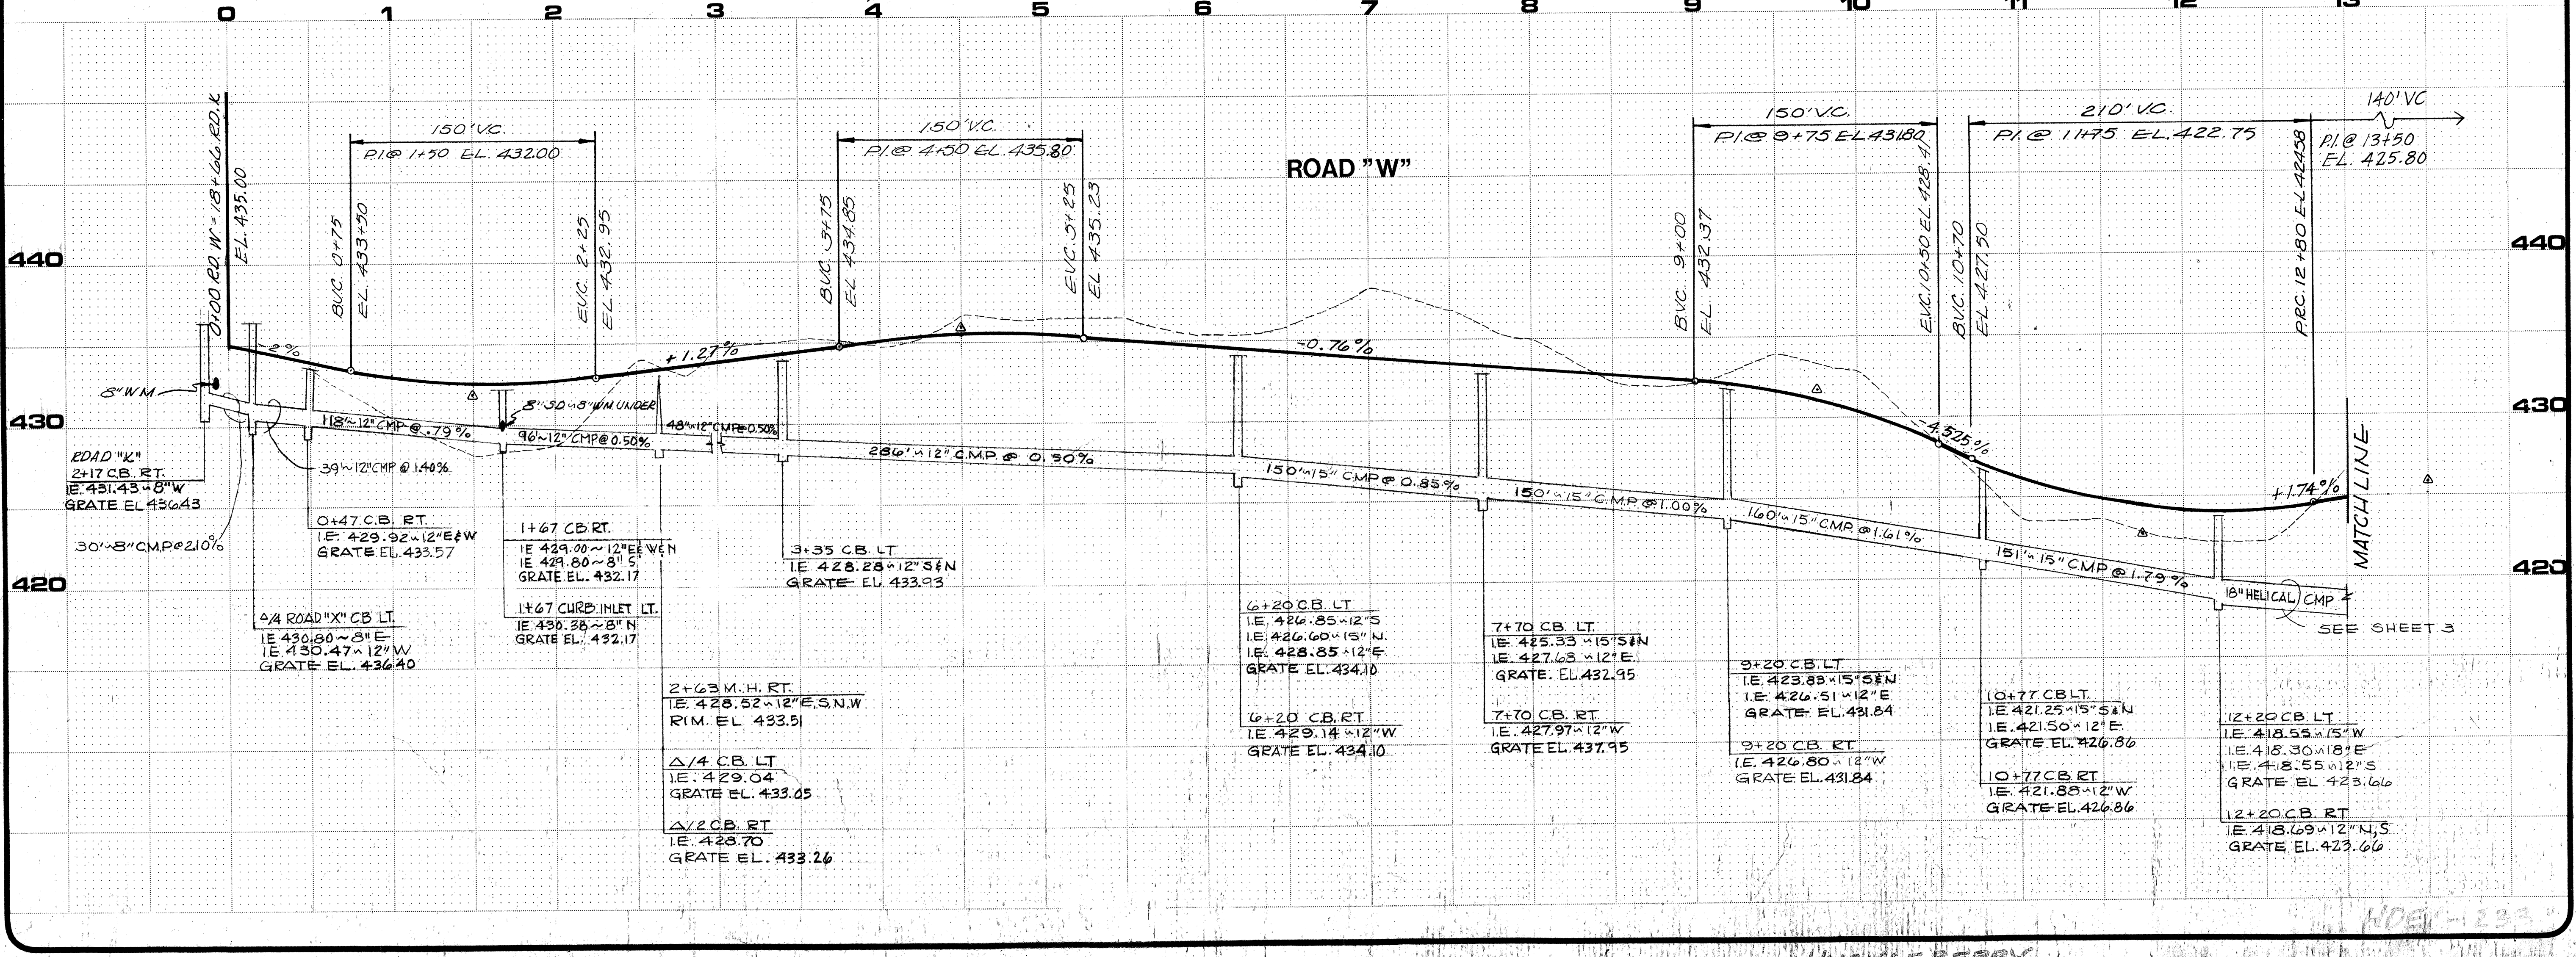 0 1 2 3 4 5 6 7 8 9 10 11 12 13
0+00 RD. W = 18+66 RD. K
EL. 435.00
B.V.C. 0+75
EL. 433+50
150' V.C.
P.I.@ 1+50 EL. 432.00
E.V.C. 2+25
EL 432.95
B.V.C. 3+75
EL 434.85
150' V.C.
P.I.@ 4+50 EL. 435.80
E.V.C. 5+25
EL 435.23
ROAD "W"
B.V.C. 9+00
EL. 432.37
150' V.C.
P.I.@ 9+75 EL 431.80
E.V.C. 10+50 EL 428.41
B.V.C. 10+70
EL 427.50
210' V.C.
P.I.@ 11+75 EL. 422.75
P.R.C. 12+80 EL 424.58
140' VC
P.I.@ 13+50
EL. 425.80
440
440
430
430
420
420
-2%
+1.27%
-0.76%
-4.525%
+1.74%
MATCH LINE
8" WM
8" SD ~ 8" WM UNDER
118'~12" CMP @ .79%
96~12" CMP @ 0.50%
48'~12" CMP @ 0.50%
286'~12" C.M.P. @ 0.50%
150'~15" CMP @ 0.85%
150'~15" CMP @ 1.00%
160'~15" CMP @ 1.61%
151'~15" CMP @ 1.79%
18" HELICAL CMP
SEE SHEET 3
39~12" CMP @ 1.40%
30'~8" CMP @ 2.10%
ROAD "K"
2+17 C.B. RT.
IE. 431.43~8" W
GRATE EL 436.43
Δ/4 ROAD "X" CB LT.
IE 430.80~8" E
I.E. 430.47~12" W
GRATE EL. 436.40
0+47 C.B. RT.
I.E. 429.92~12" E&W
GRATE EL. 433.57
1+67 CB RT.
IE 429.00~12" E&W&N
IE 429.80~8" S
GRATE EL. 432.17
1+67 CURB INLET LT.
IE 430.38~8" N
GRATE EL. 432.17
2+63 M.H. RT.
I.E. 428.52~12" E,S,N,W
RIM. EL 433.51
Δ/4 C.B. LT
I.E. 429.04
GRATE EL. 433.05
Δ/2 C.B. RT
I.E. 428.70
GRATE EL. 433.26
3+35 C.B. LT
I.E. 428.28~12" S&N
GRATE EL. 433.93
6+20 C.B. LT
I.E. 426.85~12" S
I.E. 426.60~15" N.
I.E. 428.85~12" E
GRATE EL. 434.10
6+20 C.B. RT.
I.E. 429.14~12" W
GRATE EL. 434.10
7+70 C.B. LT.
I.E. 425.33~15" S&N
I.E. 427.68~12" E.
GRATE. EL. 432.95
7+70 C.B. RT.
I.E. 427.97~12" W
GRATE EL. 437.95
9+20 C.B. LT
I.E. 423.83~15" S&N
I.E. 426.51~12" E
GRATE EL. 431.84
9+20 C.B. RT
I.E. 426.80~12" W
GRATE EL. 431.84
10+77 CB LT.
I.E. 421.25~15" S&N
I.E. 421.50~12" E
GRATE EL. 426.86
10+77 CB RT
I.E. 421.88~12" W
GRATE EL. 426.86
12+20 CB. LT
I.E. 418.55~15" W
I.E. 418.30~18" E
I.E. 418.55~12" S
GRATE EL 423.66
12+20 CB. RT
I.E. 418.69~12" N,S
GRATE EL. 423.66